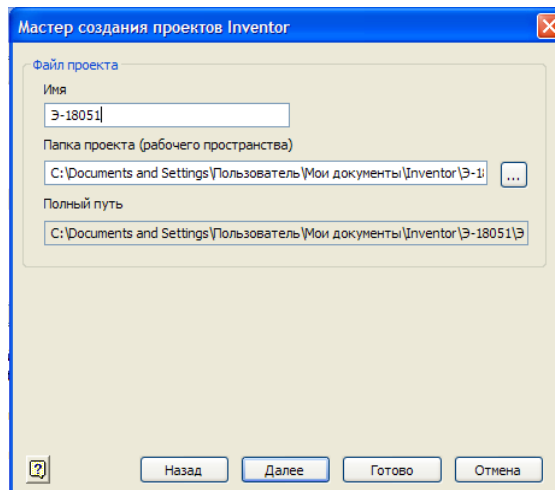 Мастер создания проектов Inventor
Файл проекта
Имя
Э-18051
Папка проекта (рабочего пространства)
C:\Documents and Settings\Пользователь\Мои документы\Inventor\Э-18
...
Полный путь
C:\Documents and Settings\Пользователь\Мои документы\Inventor\Э-18051\Э
Назад Далее Готово Отмена